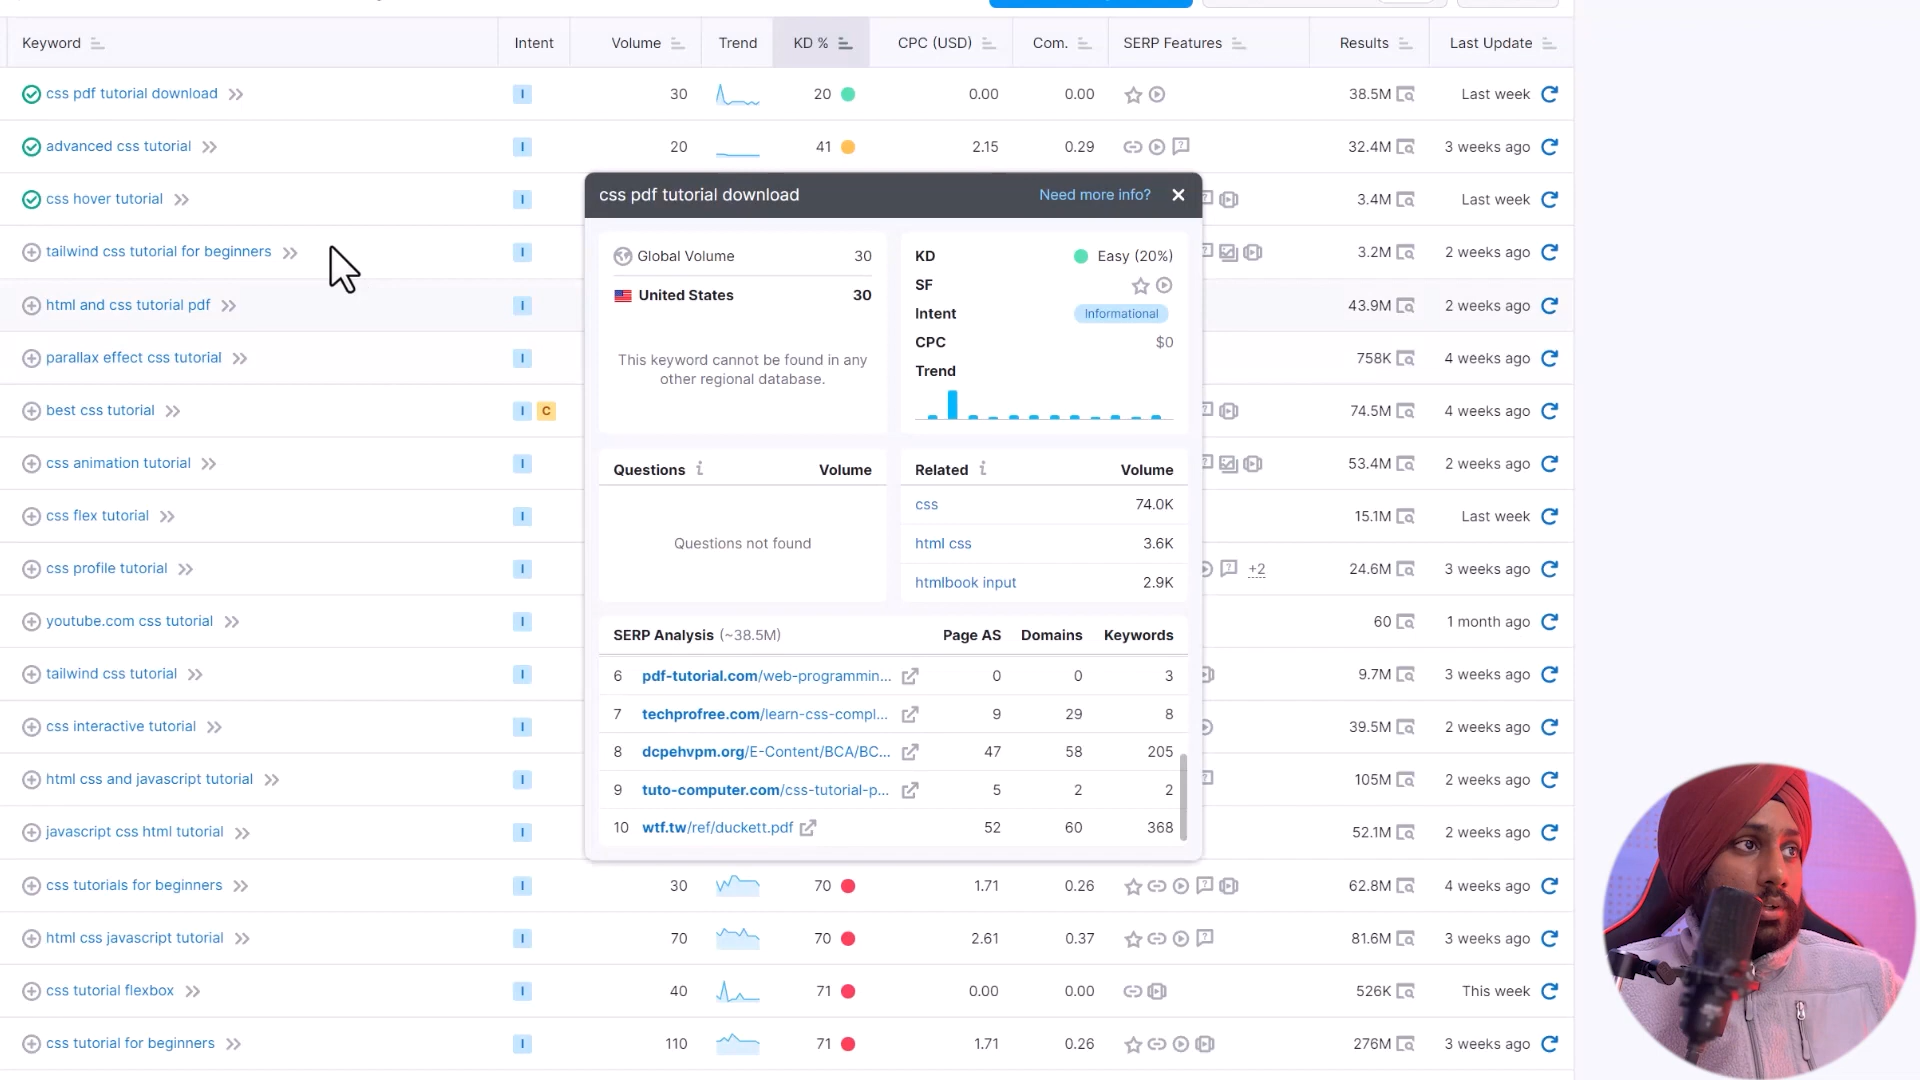 Keyword Intent Volume Trend KD % CPC (USD) Com. SERP Features Results Last Update
css pdf tutorial download I 30 20 0.00 0.00 38.5M Last week
advanced css tutorial I 20 41 2.15 0.29 32.4M 3 weeks ago
css hover tutorial I 3.4M Last week
tailwind css tutorial for beginners I 3.2M 2 weeks ago
html and css tutorial pdf I 43.9M 2 weeks ago
parallax effect css tutorial I 758K 4 weeks ago
best css tutorial I C 74.5M 4 weeks ago
css animation tutorial I 53.4M 2 weeks ago
css flex tutorial I 15.1M Last week
css profile tutorial I +2 24.6M 3 weeks ago
youtube.com css tutorial I 60 1 month ago
tailwind css tutorial I 9.7M 3 weeks ago
css interactive tutorial I 39.5M 2 weeks ago
html css and javascript tutorial I 105M 2 weeks ago
javascript css html tutorial I 52.1M 2 weeks ago
css tutorials for beginners I 30 70 1.71 0.26 62.8M 4 weeks ago
html css javascript tutorial I 70 70 2.61 0.37 81.6M 3 weeks ago
css tutorial flexbox I 40 71 0.00 0.00 526K This week
css tutorial for beginners I 110 71 1.71 0.26 276M 3 weeks ago
css pdf tutorial download Need more info?
Global Volume 30
United States 30
This keyword cannot be found in any
other regional database.
KD Easy (20%)
SF
Intent Informational
CPC $0
Trend
Questions i Volume
Questions not found
Related i Volume
css 74.0K
html css 3.6K
htmlbook input 2.9K
SERP Analysis (~38.5M) Page AS Domains Keywords
6 pdf-tutorial.com/web-programmin... 0 0 3
7 techprofree.com/learn-css-compl... 9 29 8
8 dcpehvpm.org/E-Content/BCA/BC... 47 58 205
9 tuto-computer.com/css-tutorial-p... 5 2 2
10 wtf.tw/ref/duckett.pdf 52 60 368